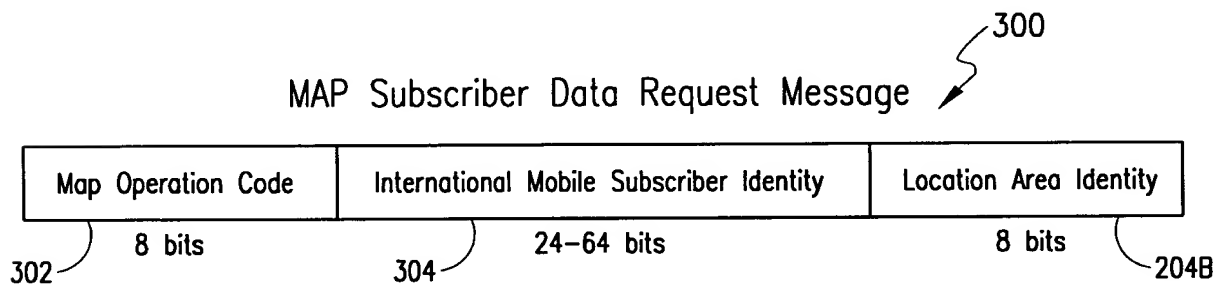 300
MAP Subscriber Data Request Message
Map Operation Code International Mobile Subscriber Identity Location Area Identity
8 bits 24-64 bits 8 bits
302 304 204B